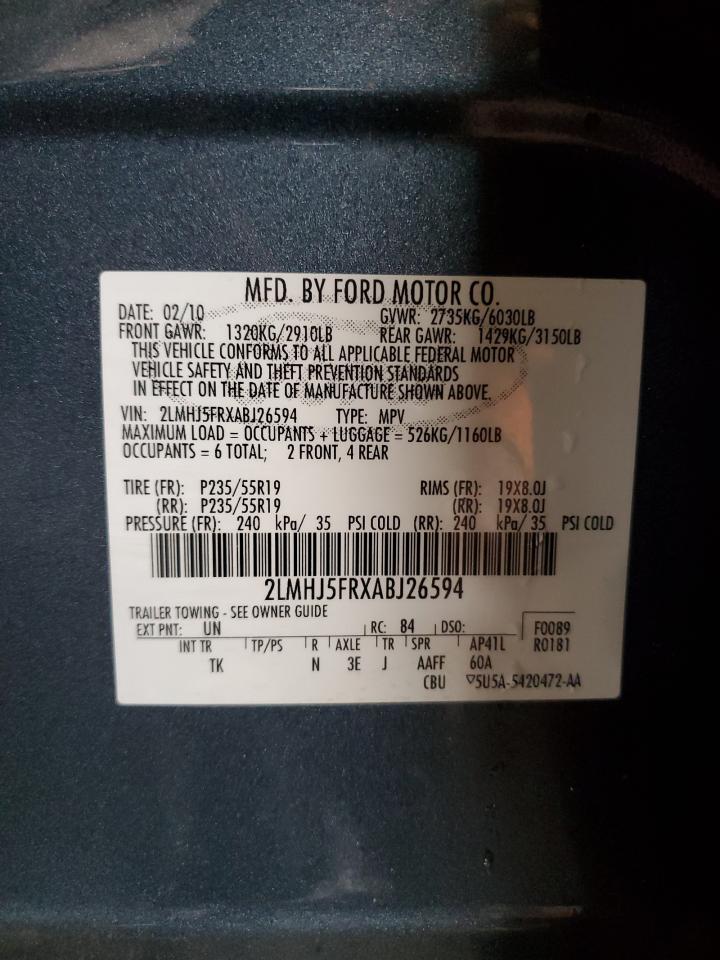 MFD. BY FORD MOTOR CO.
DATE: 02/10 GVWR: 2735KG/6030LB
FRONT GAWR: 1320KG/2910LB REAR GAWR: 1429KG/3150LB
THIS VEHICLE CONFORMS TO ALL APPLICABLE FEDERAL MOTOR
VEHICLE SAFETY AND THEFT PREVENTION STANDARDS
IN EFFECT ON THE DATE OF MANUFACTURE SHOWN ABOVE.
VIN: 2LMHJ5FRXABJ26594 TYPE: MPV
MAXIMUM LOAD = OCCUPANTS + LUGGAGE = 526KG/1160LB
OCCUPANTS = 6 TOTAL; 2 FRONT, 4 REAR
TIRE (FR): P235/55R19 RIMS (FR): 19X8.0J
(RR): P235/55R19 (RR): 19X8.0J
PRESSURE (FR): 240 kPa/ 35 PSI COLD (RR): 240 kPa/ 35 PSI COLD
2LMHJ5FRXABJ26594
TRAILER TOWING - SEE OWNER GUIDE
EXT PNT: UN RC: 84 DSO: F0089
INT TR TP/PS R AXLE TR SPR AP41L R0181
TK N 3E J AAFF 60A
CBU ▽5U5A-5420472-AA